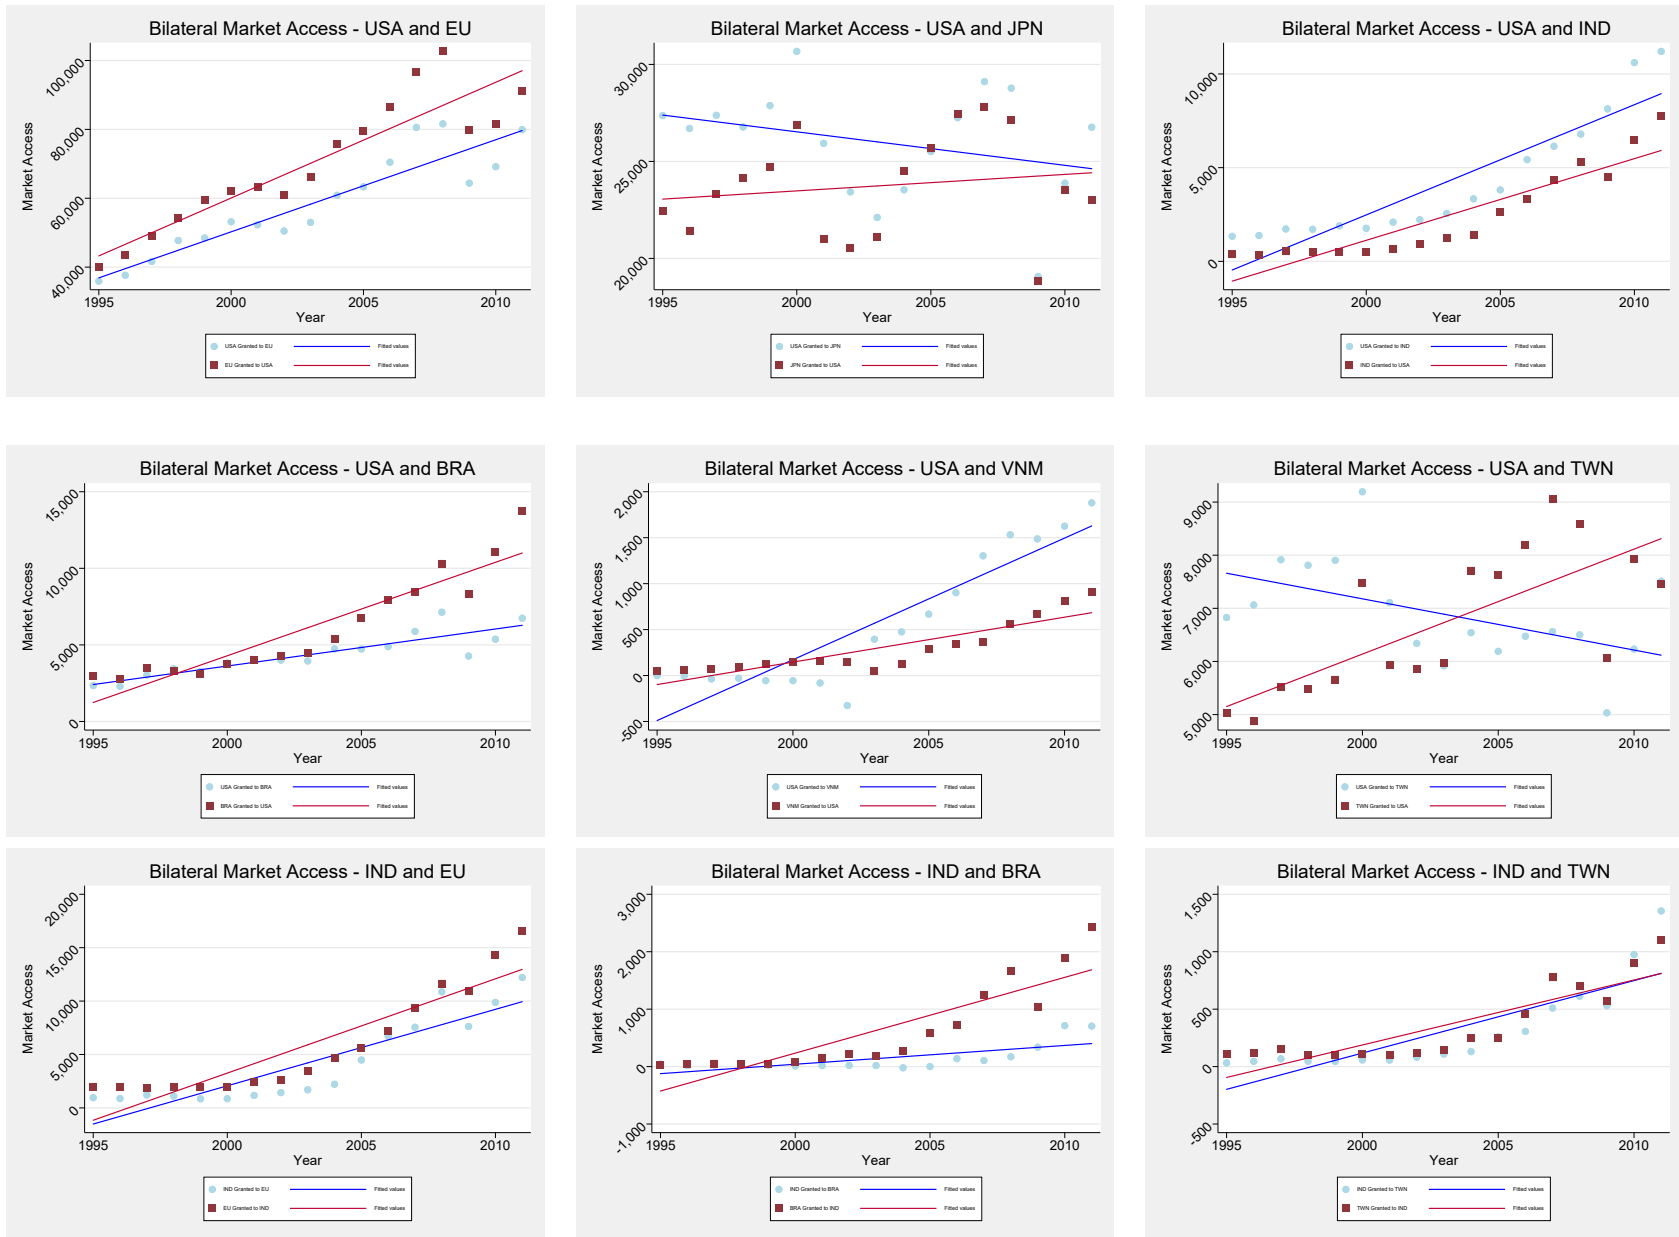 Bilateral Market Access - USA and EU
Market Access
100,000
80,000
60,000
40,000
1995 2000 2005 2010
Year
USA Granted to EU Fitted values
EU Granted to USA Fitted values
Bilateral Market Access - USA and JPN
Market Access
30,000
25,000
20,000
1995 2000 2005 2010
Year
USA Granted to JPN Fitted values
JPN Granted to USA Fitted values
Bilateral Market Access - USA and IND
Market Access
10,000
5,000
0
1995 2000 2005 2010
Year
USA Granted to IND Fitted values
IND Granted to USA Fitted values
Bilateral Market Access - USA and BRA
Market Access
15,000
10,000
5,000
0
1995 2000 2005 2010
Year
USA Granted to BRA Fitted values
BRA Granted to USA Fitted values
Bilateral Market Access - USA and VNM
Market Access
2,000
1,500
1,000
500
0
-500
1995 2000 2005 2010
Year
USA Granted to VNM Fitted values
VNM Granted to USA Fitted values
Bilateral Market Access - USA and TWN
Market Access
9,000
8,000
7,000
6,000
5,000
1995 2000 2005 2010
Year
USA Granted to TWN Fitted values
TWN Granted to USA Fitted values
Bilateral Market Access - IND and EU
Market Access
20,000
15,000
10,000
5,000
0
1995 2000 2005 2010
Year
IND Granted to EU Fitted values
EU Granted to IND Fitted values
Bilateral Market Access - IND and BRA
Market Access
3,000
2,000
1,000
0
-1,000
1995 2000 2005 2010
Year
IND Granted to BRA Fitted values
BRA Granted to IND Fitted values
Bilateral Market Access - IND and TWN
Market Access
1,500
1,000
500
0
-500
1995 2000 2005 2010
Year
IND Granted to TWN Fitted values
TWN Granted to IND Fitted values